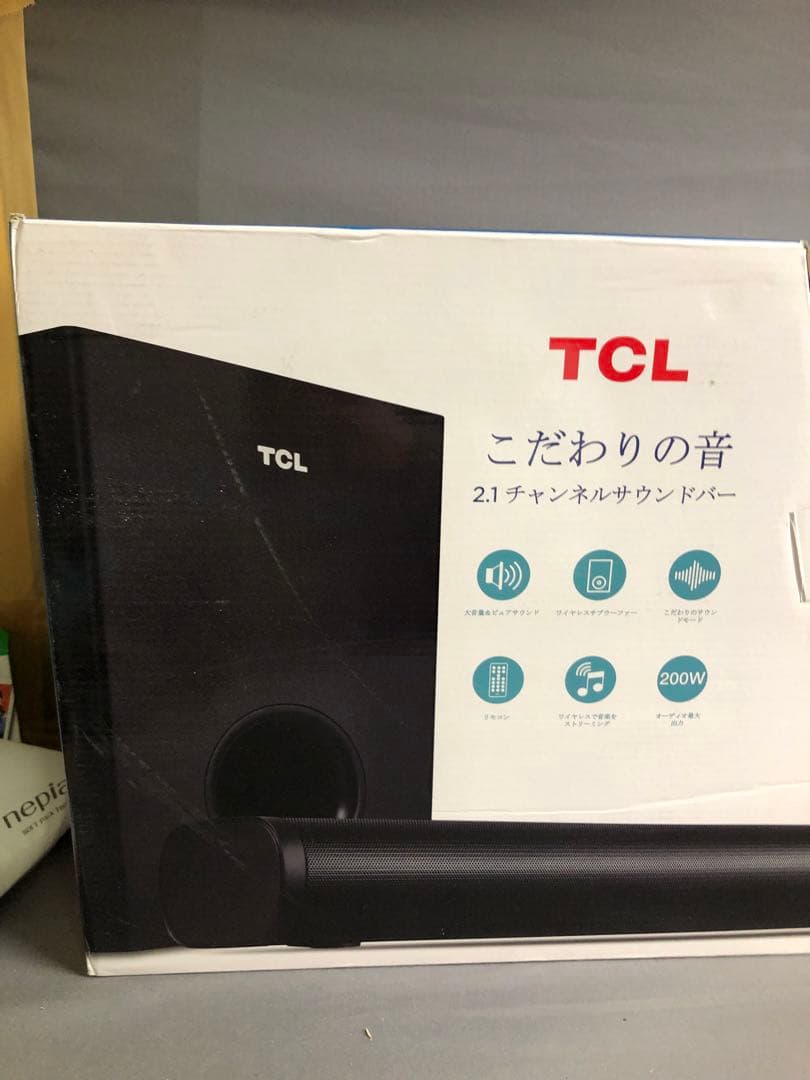 TCL
こだわりの音
2.1 チャンネルサウンドバー
TCL
大音量&ピュアサウンド
ワイヤレスサブウーファー
こだわりのサウン
ドモード
リモコン
ワイヤレスで音楽を
ストリーミング
200W
オーディオ最大
出力
nepia